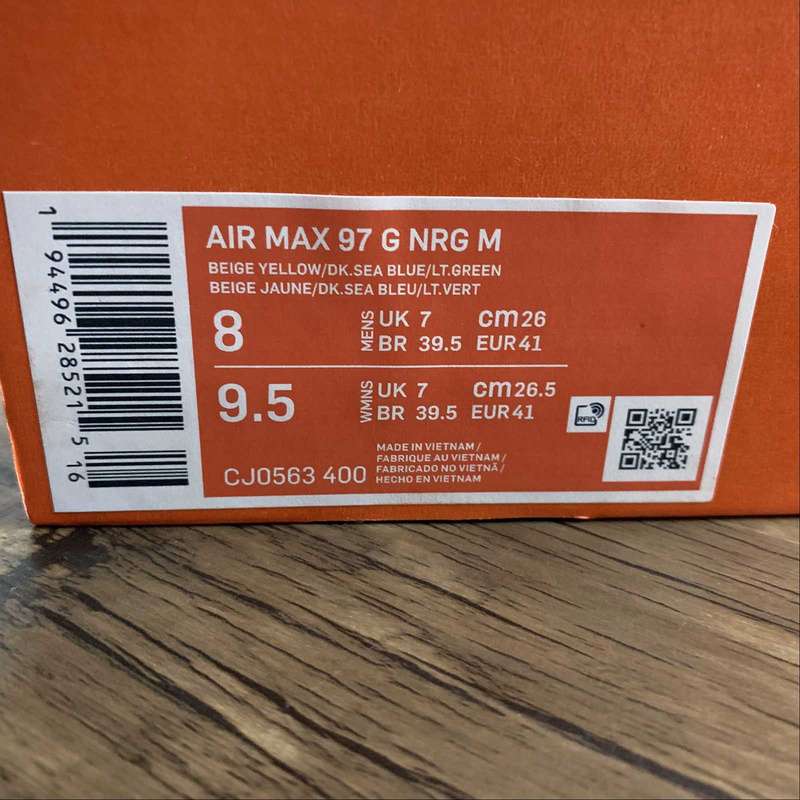 AIR MAX 97 G NRG M
BEIGE YELLOW/DK.SEA BLUE/LT.GREEN
BEIGE JAUNE/DK.SEA BLEU/LT.VERT
8 MENS UK 7 cm 26
BR 39.5 EUR 41
9.5 WMNS UK 7 cm 26.5
BR 39.5 EUR 41
RFID
CJ0563 400
MADE IN VIETNAM /
FABRIQUE AU VIETNAM /
FABRICADO NO VIETNÃ /
HECHO EN VIETNAM
1 94496 28521 5 16